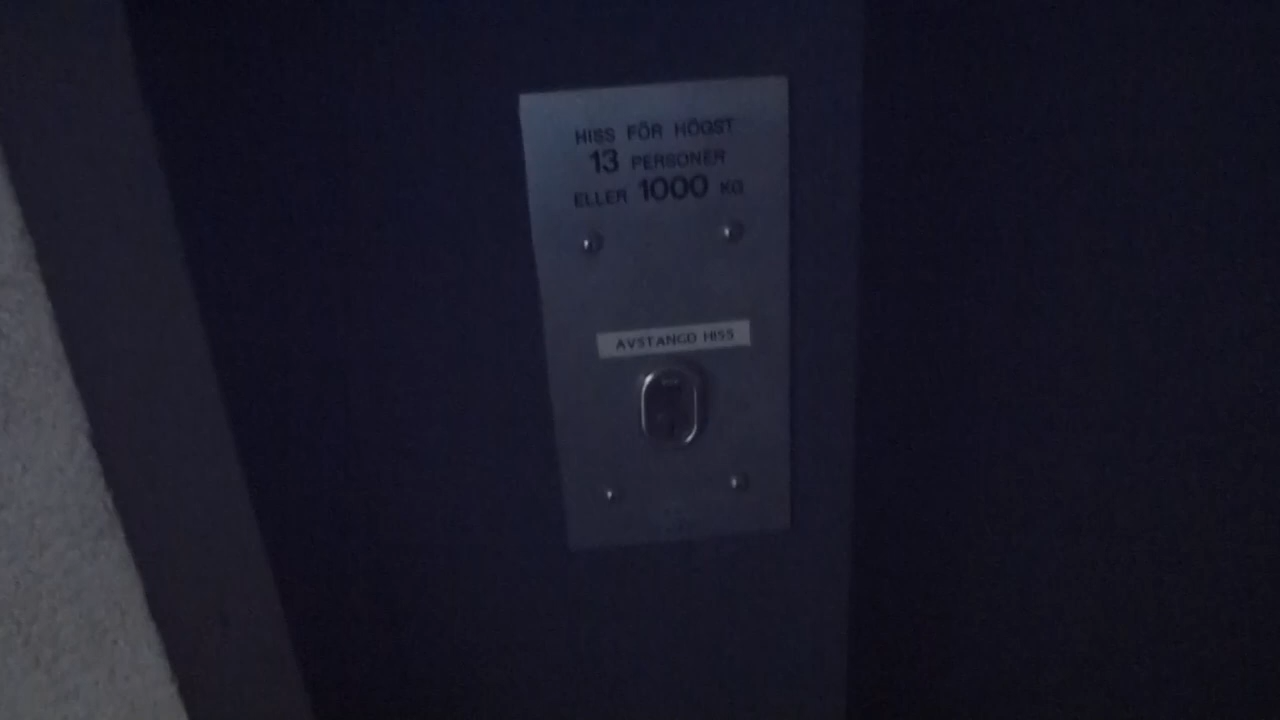 HISS FÖR HÖGST
13 PERSONER
ELLER 1000 KG
AVSTÄNGD HISS